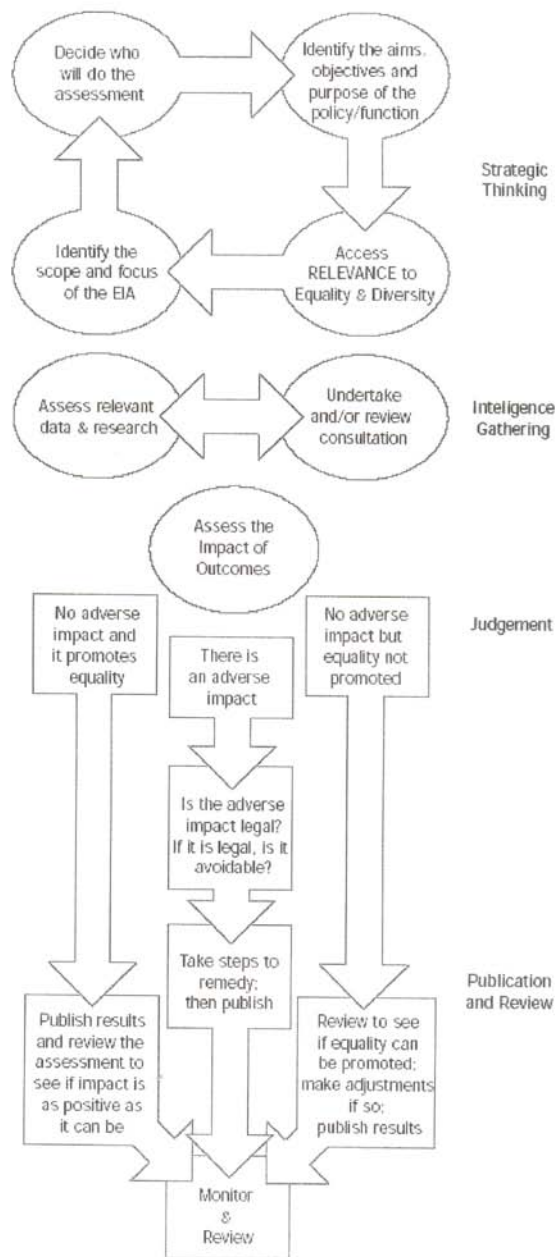 Decide who
will do the
assessment
Identify the aims,
objectives and
purpose of the
policy/function
Strategic
Thinking
Identify the
scope and focus
of the EIA
Access
RELEVANCE to
Equality & Diversity
Assess relevant
data & research
Undertake
and/or review
consultation
Inteligence
Gathering
Assess the
Impact of
Outcomes
Judgement
No adverse
impact and
it promotes
equality
There is
an adverse
impact
No adverse
impact but
equality not
promoted
Is the adverse
impact legal?
If it is legal, is it
avoidable?
Take steps to
remedy;
then publish
Publication
and Review
Publish results
and review the
assessment to
see if impact is
as positive as
it can be
Review to see
if equality can
be promoted;
make adjustments
if so;
publish results
Monitor
&
Review